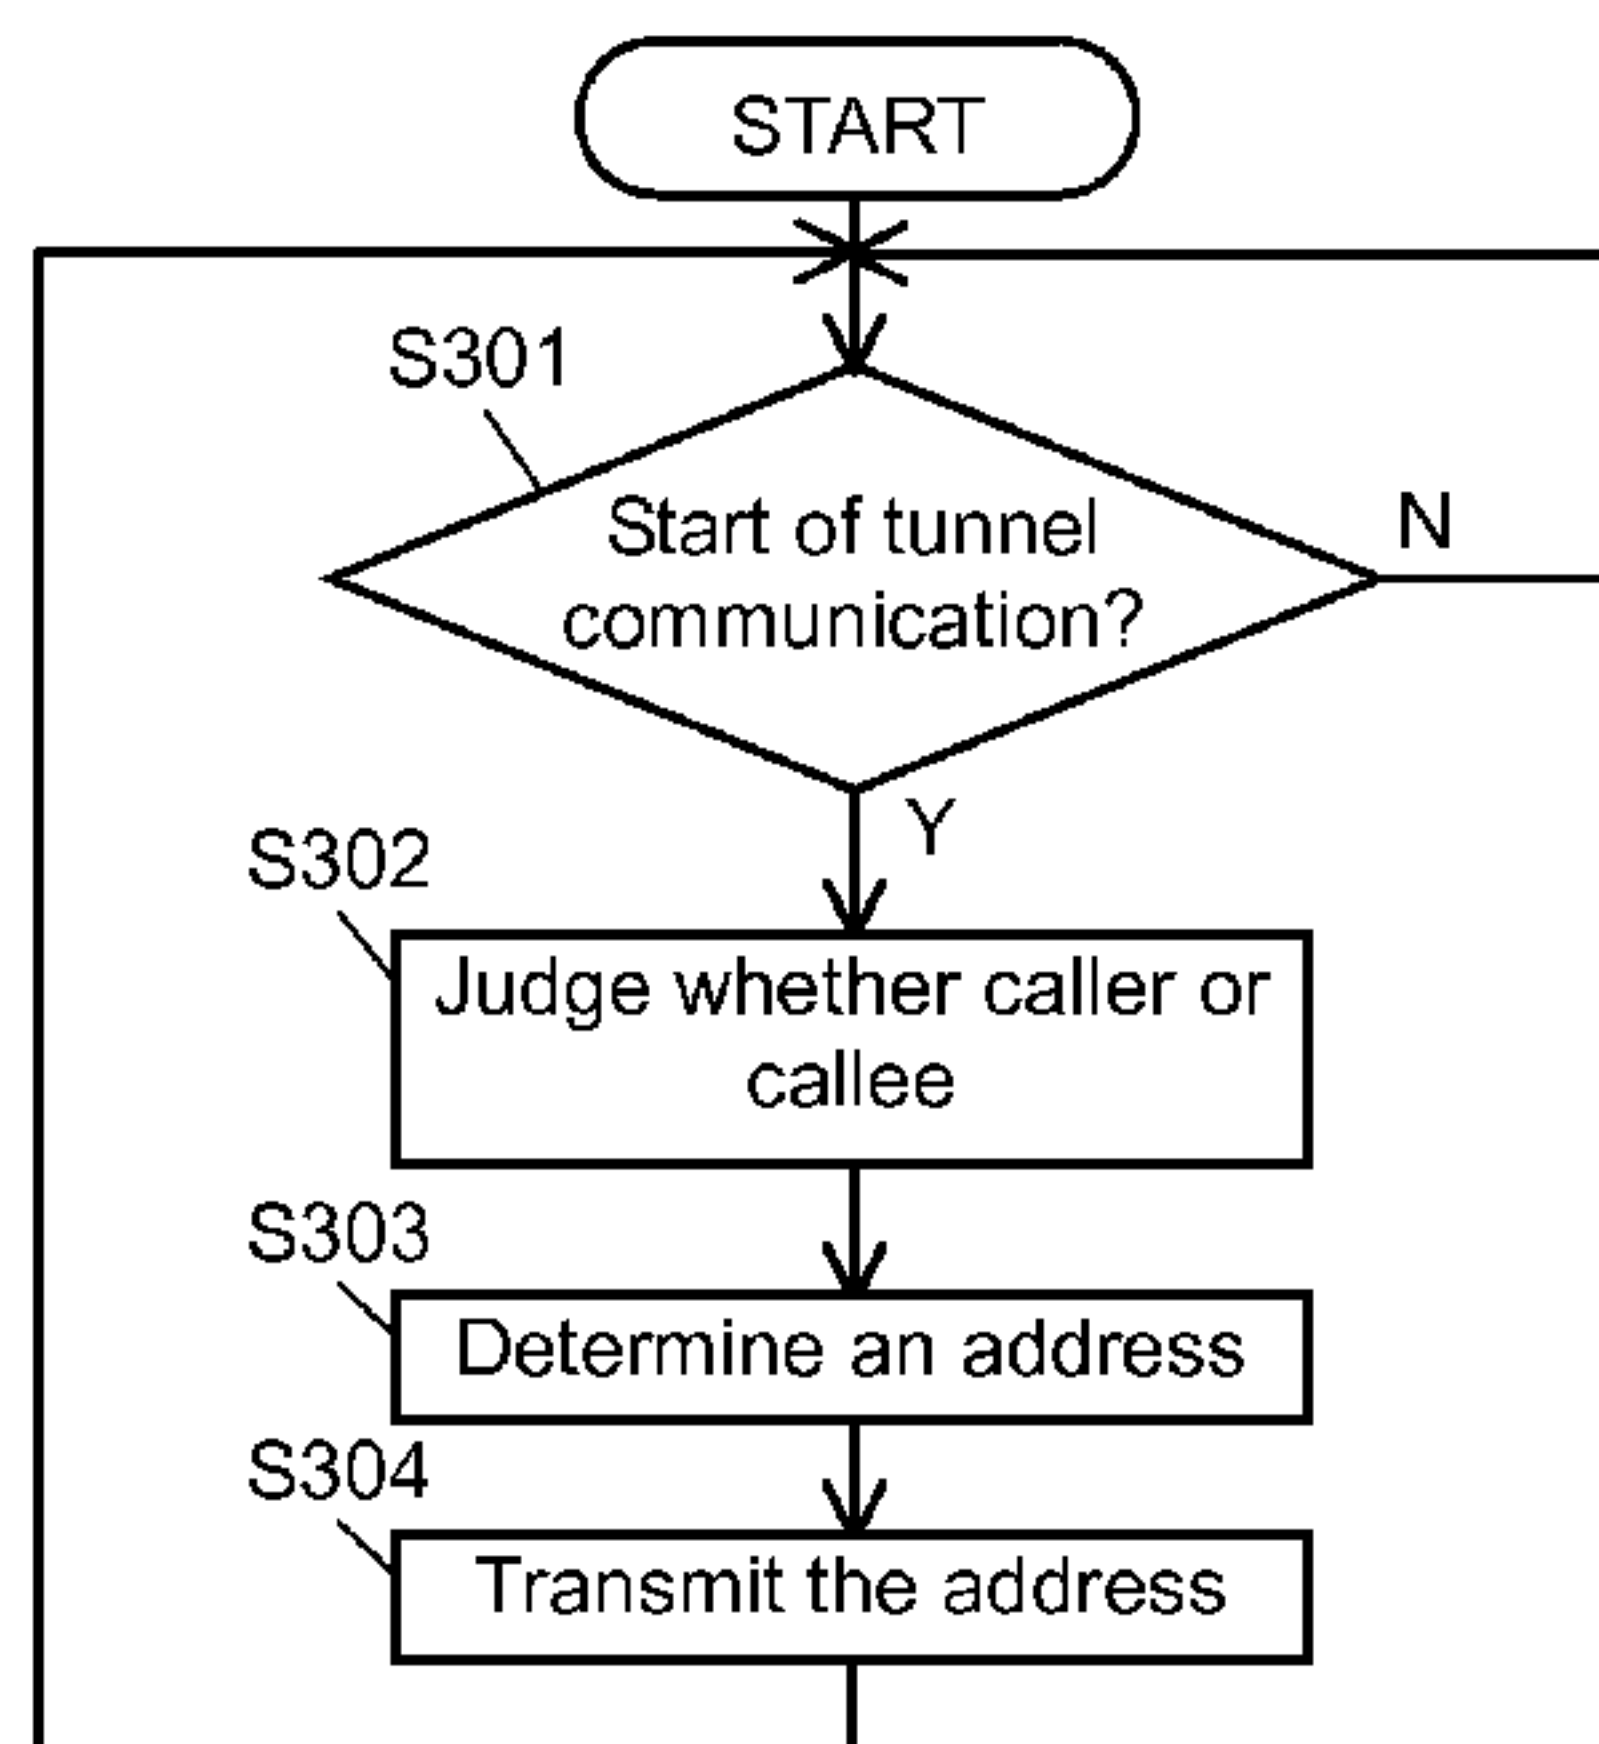 START
S301
Start of tunnel
communication?
N
Y
S302
Judge whether caller or
callee
S303
Determine an address
S304
Transmit the address